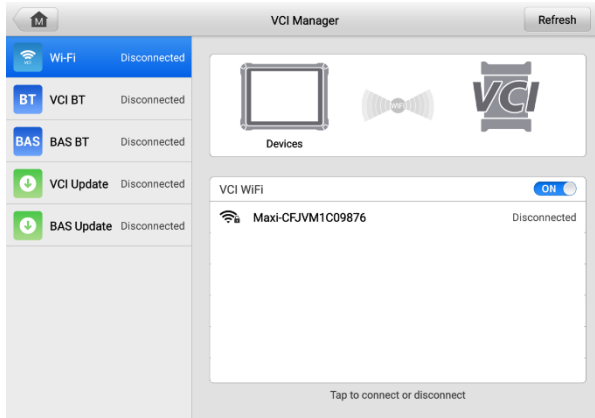 M
VCI Manager
Refresh
VCI
Wi-Fi
Disconnected
BT
VCI BT
Disconnected
BAS
BAS BT
Disconnected
VCI Update
Disconnected
BAS Update
Disconnected
WiFi
VCI
Devices
VCI WiFi
ON
Maxi-CFJVM1C09876
Disconnected
Tap to connect or disconnect